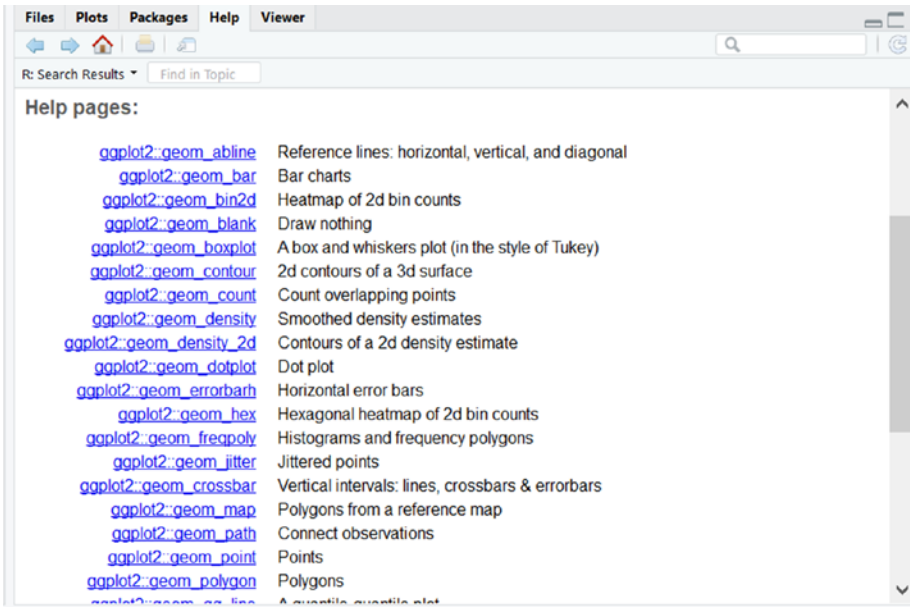 Files Plots Packages Help Viewer
R: Search Results Find in Topic
Help pages:
ggplot2::geom_abline Reference lines: horizontal, vertical, and diagonal
ggplot2::geom_bar Bar charts
ggplot2::geom_bin2d Heatmap of 2d bin counts
ggplot2::geom_blank Draw nothing
ggplot2::geom_boxplot A box and whiskers plot (in the style of Tukey)
ggplot2::geom_contour 2d contours of a 3d surface
ggplot2::geom_count Count overlapping points
ggplot2::geom_density Smoothed density estimates
ggplot2::geom_density_2d Contours of a 2d density estimate
ggplot2::geom_dotplot Dot plot
ggplot2::geom_errorbarh Horizontal error bars
ggplot2::geom_hex Hexagonal heatmap of 2d bin counts
ggplot2::geom_freqpoly Histograms and frequency polygons
ggplot2::geom_jitter Jittered points
ggplot2::geom_crossbar Vertical intervals: lines, crossbars & errorbars
ggplot2::geom_map Polygons from a reference map
ggplot2::geom_path Connect observations
ggplot2::geom_point Points
ggplot2::geom_polygon Polygons
ggplot2::geom_qq_line A quantile-quantile plot